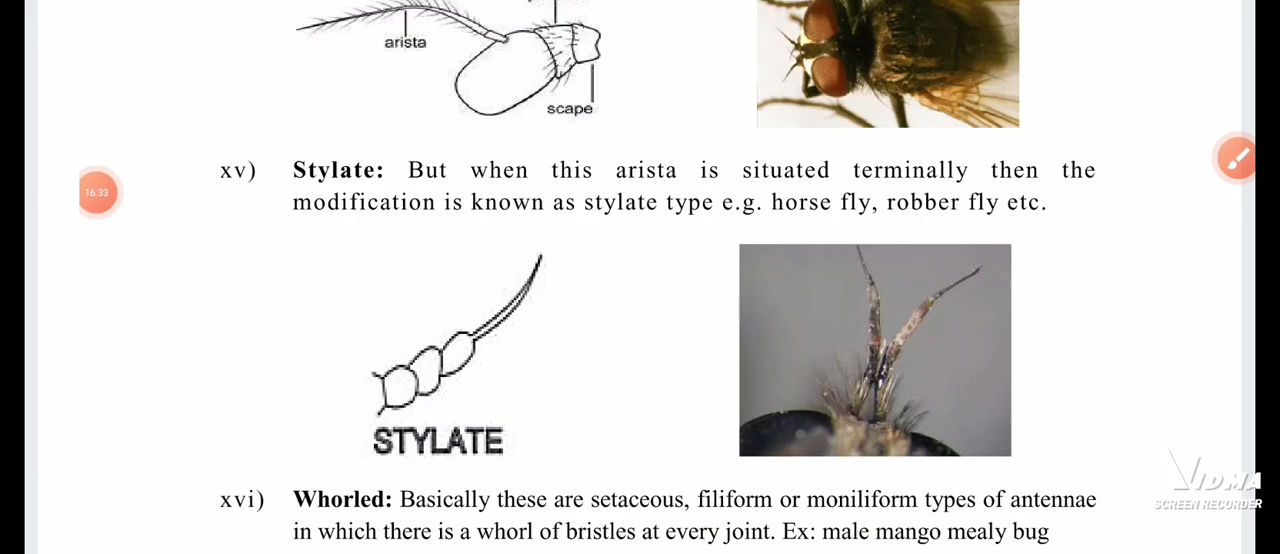 arista
scape
xv) Stylate: But when this arista is situated terminally then the
modification is known as stylate type e.g. horse fly, robber fly etc.
16:33
STYLATE
xvi) Whorled: Basically these are setaceous, filiform or moniliform types of antennae
in which there is a whorl of bristles at every joint. Ex: male mango mealy bug
VIDMA
SCREEN RECORDER